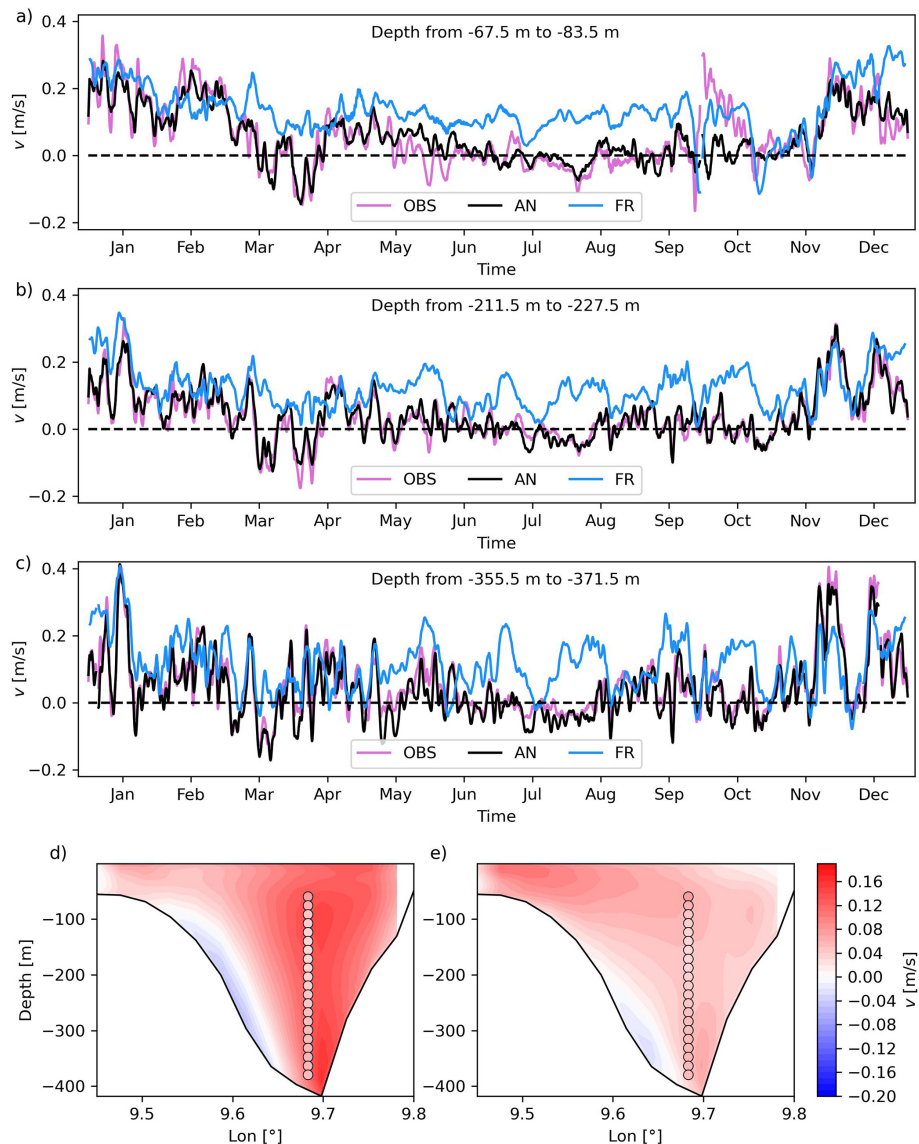 a)
Depth from -67.5 m to -83.5 m
v [m/s]
0.4
0.2
0.0
−0.2
OBS AN FR
Jan Feb Mar Apr May Jun Jul Aug Sep Oct Nov Dec
Time
b)
Depth from -211.5 m to -227.5 m
v [m/s]
0.4
0.2
0.0
−0.2
OBS AN FR
Jan Feb Mar Apr May Jun Jul Aug Sep Oct Nov Dec
Time
c)
Depth from -355.5 m to -371.5 m
v [m/s]
0.4
0.2
0.0
−0.2
OBS AN FR
Jan Feb Mar Apr May Jun Jul Aug Sep Oct Nov Dec
Time
d)
Depth [m]
−100
−200
−300
−400
9.5 9.6 9.7 9.8
Lon [°]
e)
−100
−200
−300
−400
9.5 9.6 9.7 9.8
Lon [°]
0.16
0.12
0.08
0.04
0.00
−0.04
−0.08
−0.12
−0.16
−0.20
v [m/s]